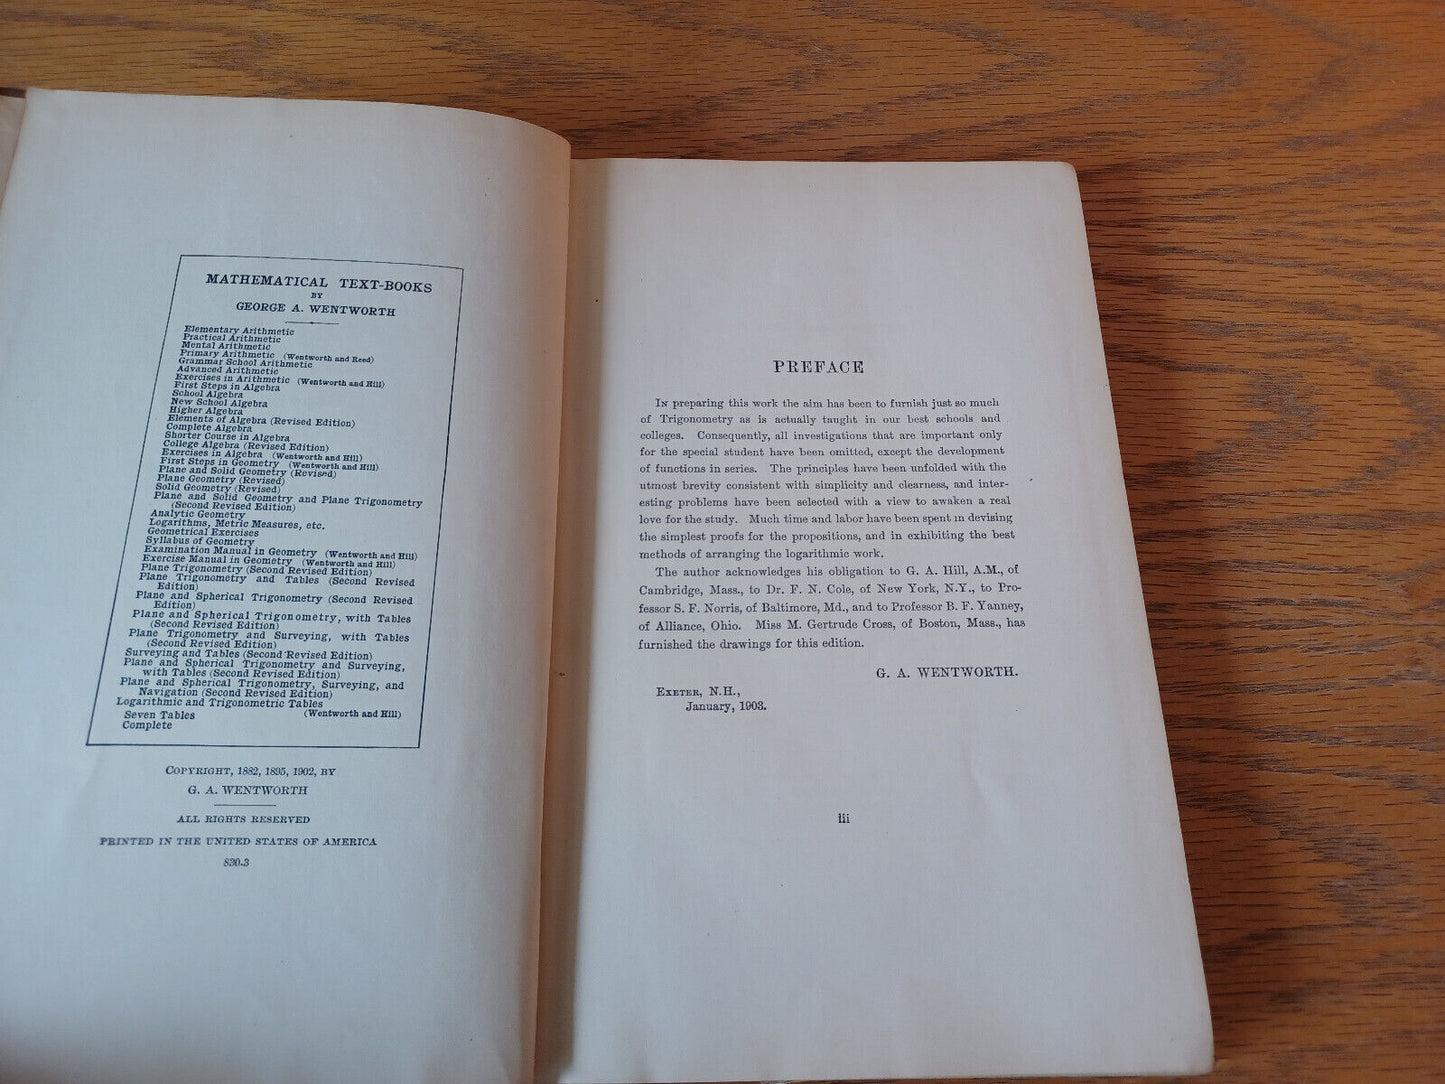 MATHEMATICAL TEXT-BOOKS
BY
GEORGE A. WENTWORTH
Elementary Arithmetic
Practical Arithmetic
Mental Arithmetic
Primary Arithmetic (Wentworth and Reed)
Grammar School Arithmetic
Advanced Arithmetic
Exercises in Arithmetic (Wentworth and Hill)
First Steps in Algebra
School Algebra
New School Algebra
Higher Algebra
Elements of Algebra (Revised Edition)
Complete Algebra
Shorter Course in Algebra
College Algebra (Revised Edition)
Exercises in Algebra (Wentworth and Hill)
First Steps in Geometry (Wentworth and Hill)
Plane and Solid Geometry (Revised)
Plane Geometry (Revised)
Solid Geometry (Revised)
Plane and Solid Geometry and Plane Trigonometry
(Second Revised Edition)
Analytic Geometry
Logarithms, Metric Measures, etc.
Geometrical Exercises
Syllabus of Geometry
Examination Manual in Geometry (Wentworth and Hill)
Exercise Manual in Geometry (Wentworth and Hill)
Plane Trigonometry (Second Revised Edition)
Plane Trigonometry and Tables (Second Revised
Edition)
Plane and Spherical Trigonometry (Second Revised
Edition)
Plane and Spherical Trigonometry, with Tables
(Second Revised Edition)
Plane Trigonometry and Surveying, with Tables
(Second Revised Edition)
Surveying and Tables (Second Revised Edition)
Plane and Spherical Trigonometry and Surveying,
with Tables (Second Revised Edition)
Plane and Spherical Trigonometry, Surveying, and
Navigation (Second Revised Edition)
Logarithmic and Trigonometric Tables
Seven Tables (Wentworth and Hill)
Complete
COPYRIGHT, 1882, 1895, 1902, BY
G. A. WENTWORTH
ALL RIGHTS RESERVED
PRINTED IN THE UNITED STATES OF AMERICA
830.3
PREFACE
IN preparing this work the aim has been to furnish just so much
of Trigonometry as is actually taught in our best schools and
colleges. Consequently, all investigations that are important only
for the special student have been omitted, except the development
of functions in series. The principles have been unfolded with the
utmost brevity consistent with simplicity and clearness, and inter-
esting problems have been selected with a view to awaken a real
love for the study. Much time and labor have been spent in devising
the simplest proofs for the propositions, and in exhibiting the best
methods of arranging the logarithmic work.
The author acknowledges his obligation to G. A. Hill, A.M., of
Cambridge, Mass., to Dr. F. N. Cole, of New York, N.Y., to Pro-
fessor S. F. Norris, of Baltimore, Md., and to Professor B. F. Yanney,
of Alliance, Ohio. Miss M. Gertrude Cross, of Boston, Mass., has
furnished the drawings for this edition.
G. A. WENTWORTH.
EXETER, N.H.,
January, 1903.
iii